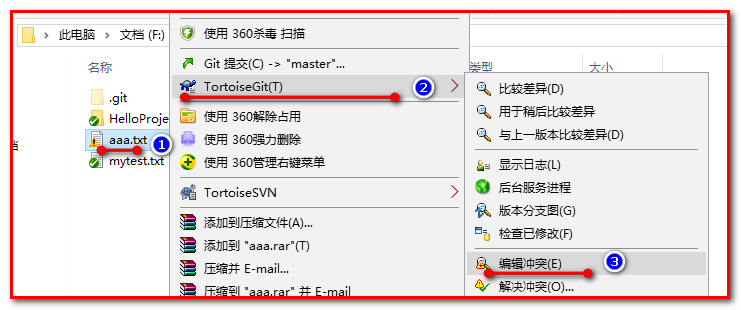 此电脑 > 文档 (F:)
名称
类型
大小
.git
HelloProje
aaa.txt
mytest.txt
档
1
使用 360杀毒 扫描
Git 提交(C) -> "master"...
TortoiseGit(T)
2
使用 360解除占用
使用 360强力删除
使用 360管理右键菜单
TortoiseSVN
添加到压缩文件(A)...
添加到 "aaa.rar"(T)
压缩并 E-mail...
压缩到 "aaa.rar" 并 E-mail
比较差异(D)
用于稍后比较差异
与上一版本比较差异(D)
显示日志(L)
后台服务进程
版本分支图(G)
检查已修改(F)
编辑冲突(E)
3
解决冲突(O)...